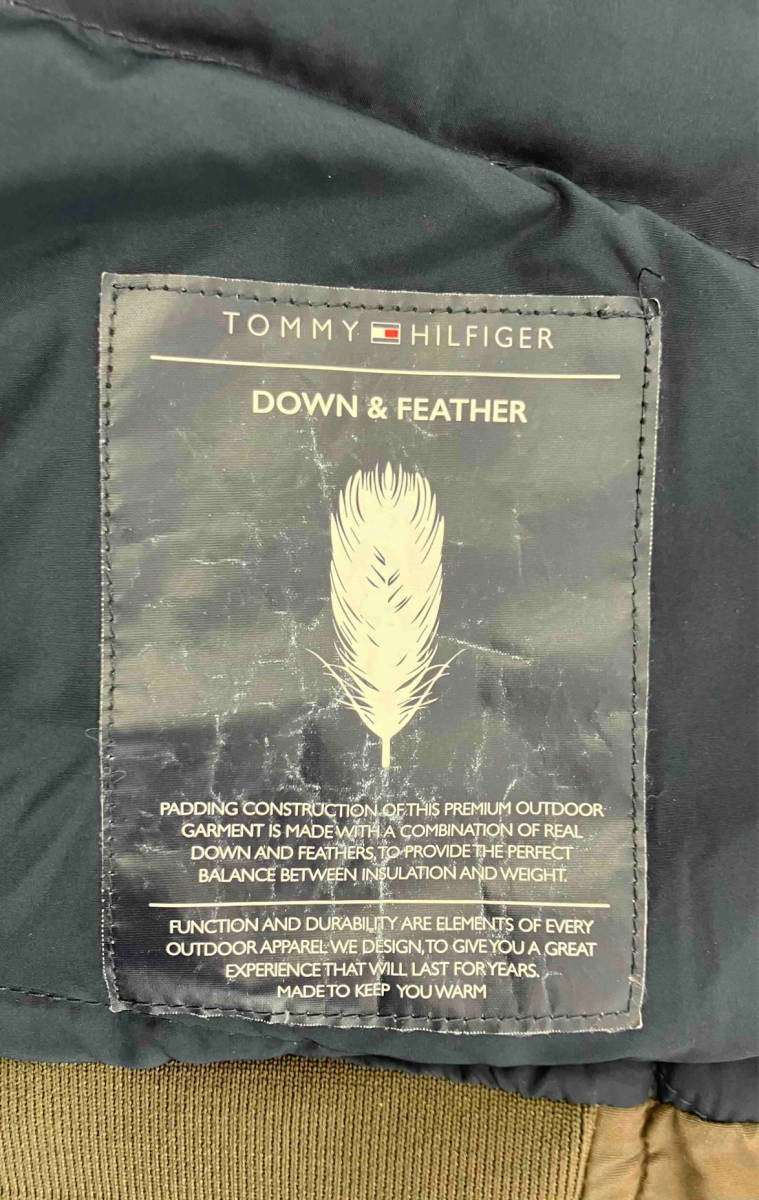 TOMMY HILFIGER
DOWN & FEATHER
PADDING CONSTRUCTION OF THIS PREMIUM OUTDOOR
GARMENT IS MADE WITH A COMBINATION OF REAL
DOWN AND FEATHERS, TO PROVIDE THE PERFECT
BALANCE BETWEEN INSULATION AND WEIGHT.
FUNCTION AND DURABILITY ARE ELEMENTS OF EVERY
OUTDOOR APPAREL WE DESIGN, TO GIVE YOU A GREAT
EXPERIENCE THAT WILL LAST FOR YEARS.
MADE TO KEEP YOU WARM